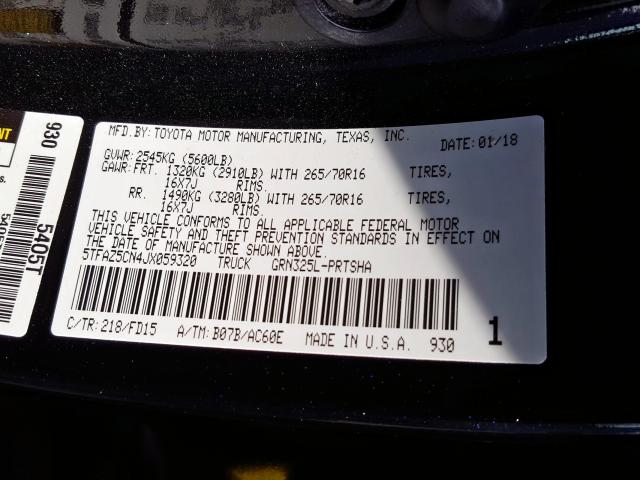 MFD.BY: TOYOTA MOTOR MANUFACTURING, TEXAS, INC.
DATE: 01/18
GVWR: 2545KG (5600LB)
GAWR: FRT. 1320KG (2910LB) WITH 265/70R16 TIRES,
16X7J RIMS.
RR. 1490KG (3280LB) WITH 265/70R16 TIRES,
16X7J RIMS.
THIS VEHICLE CONFORMS TO ALL APPLICABLE FEDERAL MOTOR
VEHICLE SAFETY AND THEFT PREVENTION STANDARDS IN EFFECT ON
THE DATE OF MANUFACTURE SHOWN ABOVE.
5TFAZ5CN4JX059320 TRUCK GRN325L-PRTSHA
C/TR: 218/FD15 A/TM: B07B/AC60E MADE IN U.S.A. 930 1
930
5405T